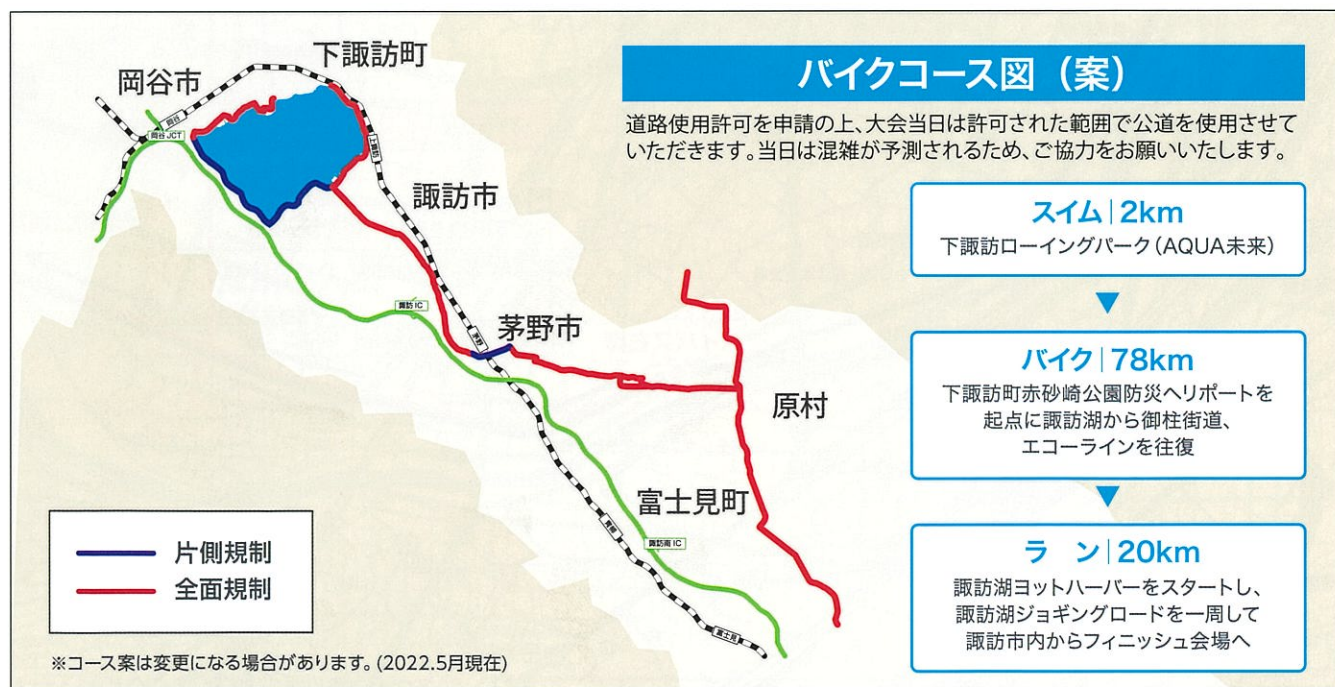 バイクコース図（案）
道路使用許可を申請の上、大会当日は許可された範囲で公道を使用させて
いただきます。当日は混雑が予測されるため、ご協力をお願いいたします。
スイム|2km
下諏訪ローイングパーク（AQUA未来）
バイク|78km
下諏訪町赤砂崎公園防災ヘリポートを
起点に諏訪湖から御柱街道、
エコーラインを往復
ラン|20km
諏訪湖ヨットハーバーをスタートし、
諏訪湖ジョギングロードを一周して
諏訪市内からフィニッシュ会場へ
下諏訪町
岡谷市
岡谷
岡谷JCT
上諏訪
諏訪市
諏訪IC
茅野市
茅野
原村
富士見町
諏訪南IC
富士見
片側規制
全面規制
※コース案は変更になる場合があります。(2022.5月現在)